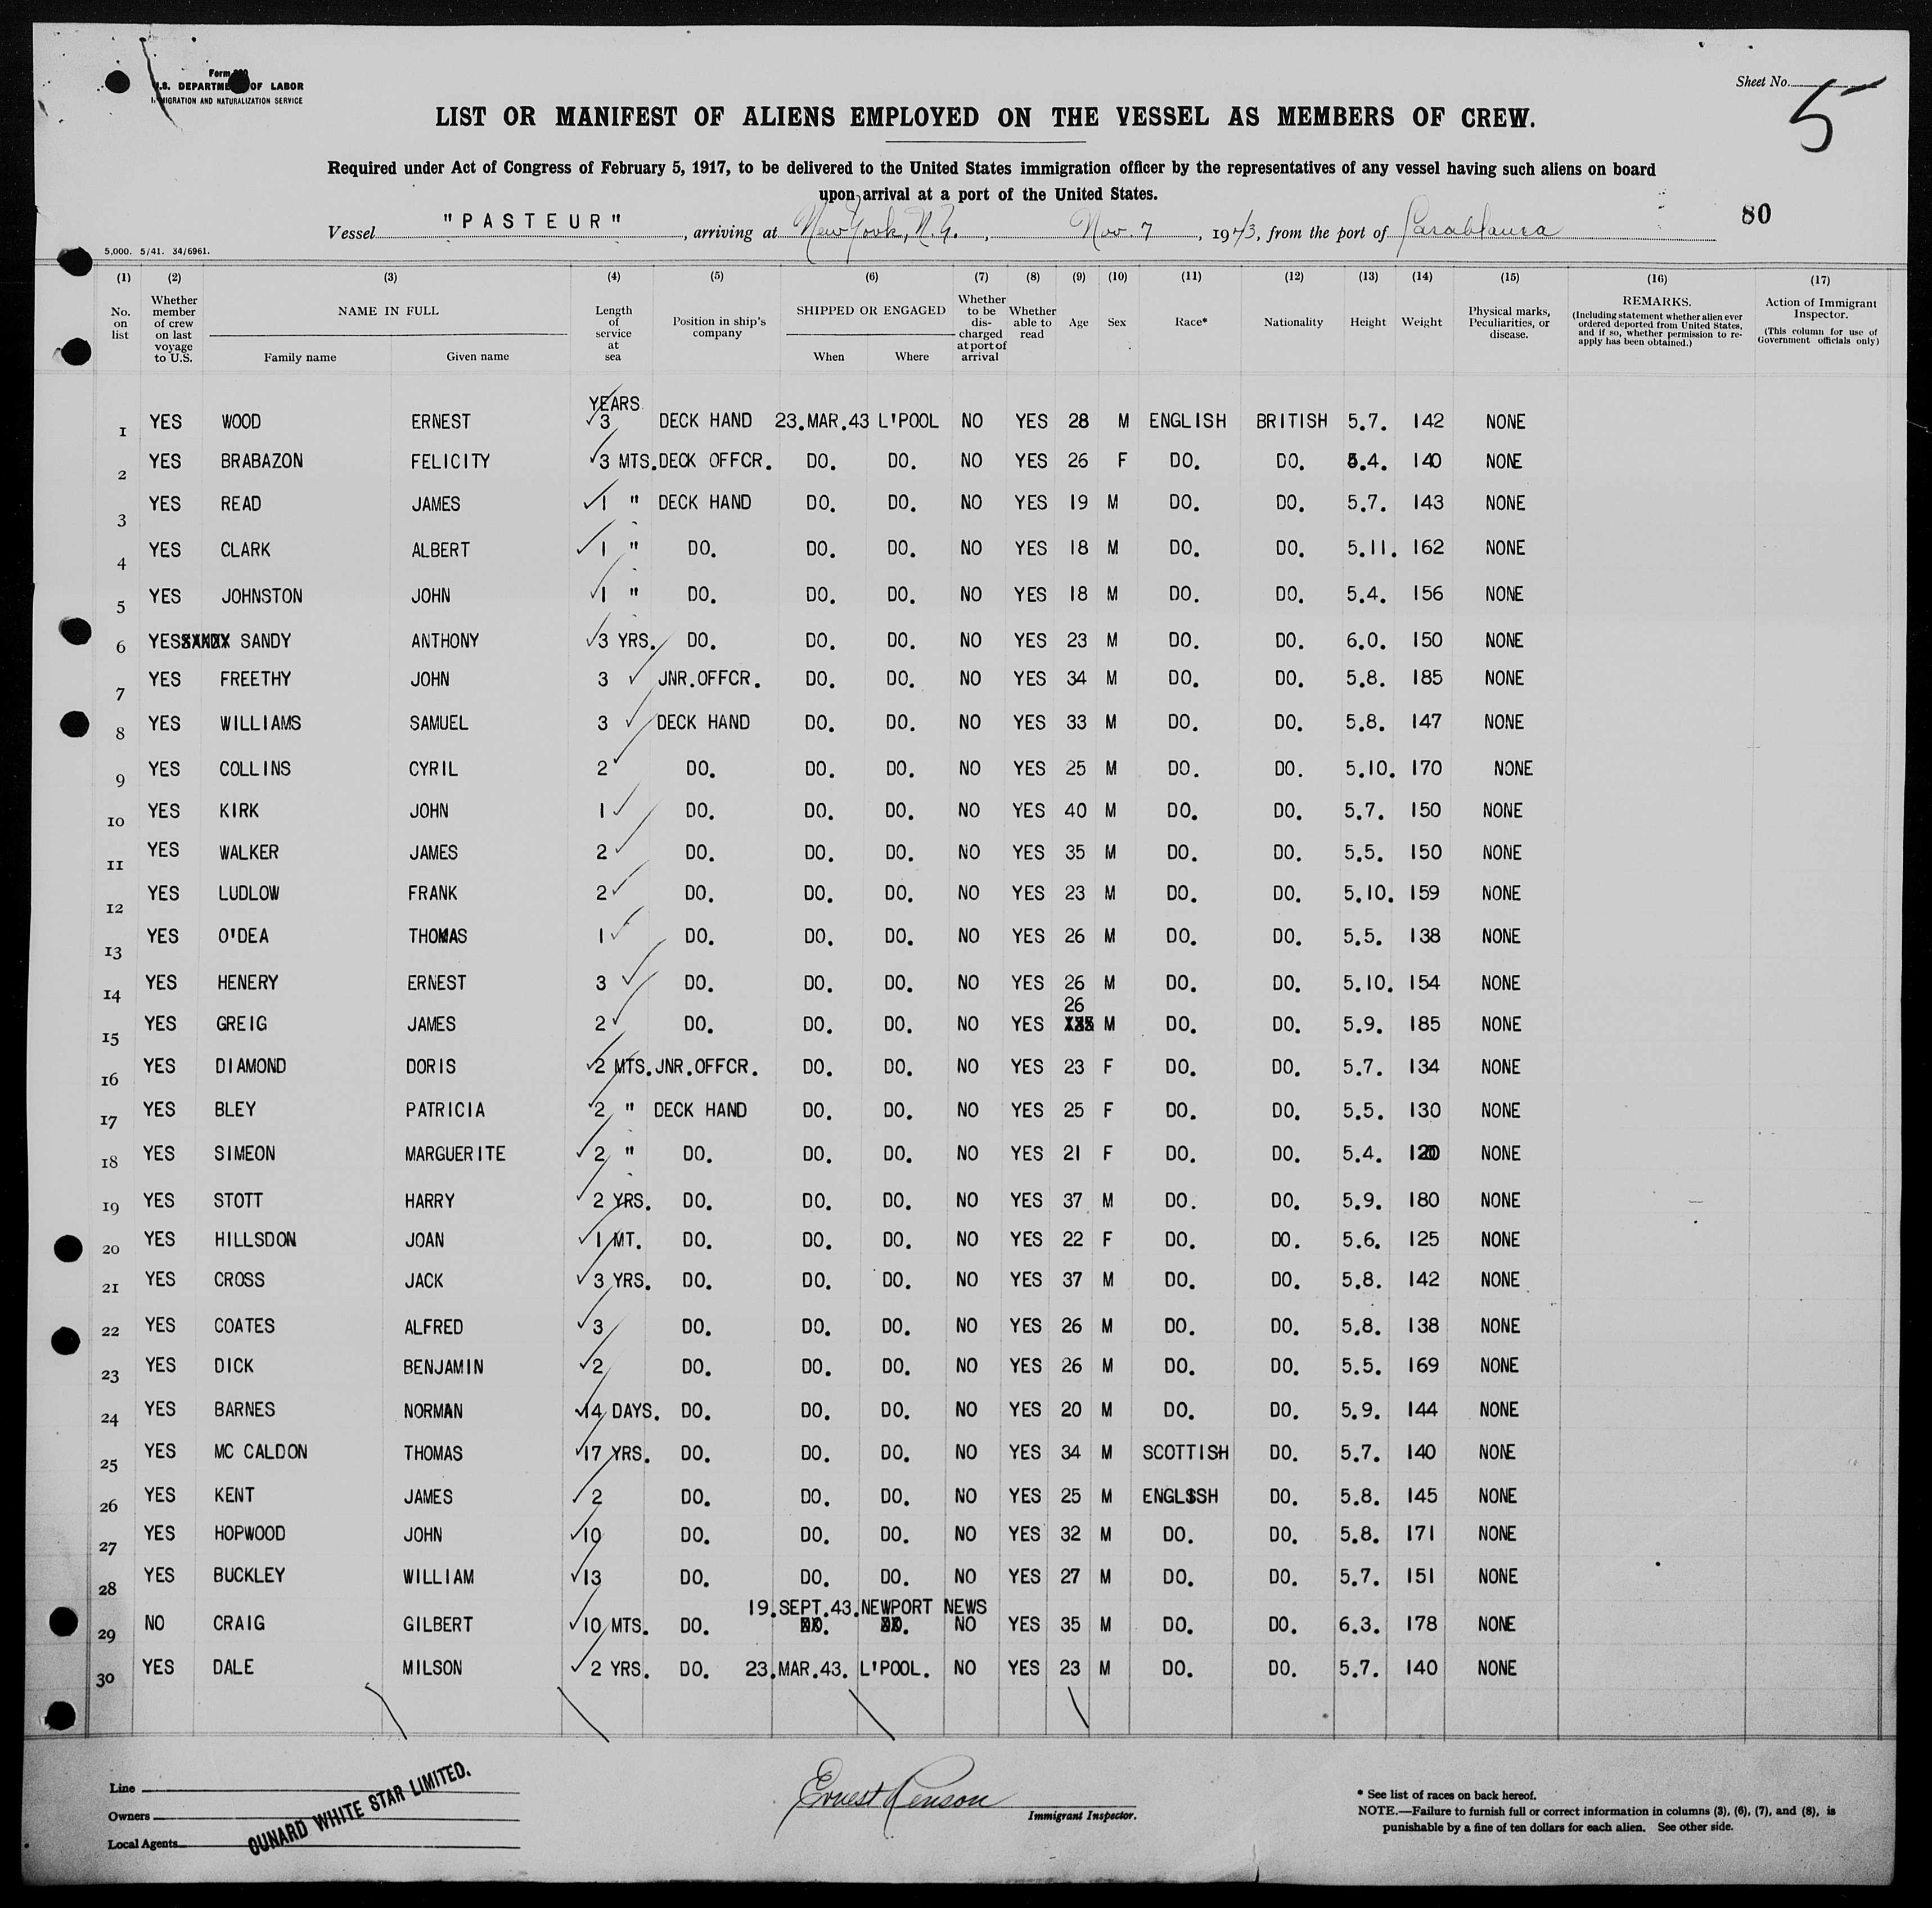 Form
U.S. DEPARTMENT OF LABOR
IMMIGRATION AND NATURALIZATION SERVICE
Sheet No. 5
LIST OR MANIFEST OF ALIENS EMPLOYED ON THE VESSEL AS MEMBERS OF CREW.
Required under Act of Congress of February 5, 1917, to be delivered to the United States immigration officer by the representatives of any vessel having such aliens on board
upon arrival at a port of the United States.
80
Vessel "PASTEUR", arriving at New York, N.Y., Nov. 7, 1943, from the port of Casablanca
5,000. 5/41. 34/6961.
(1) (2) (3) (4) (5) (6) (7) (8) (9) (10) (11) (12) (13) (14) (15) (16) (17)
No. on list
Whether member of crew on last voyage to U.S.
NAME IN FULL
Family name Given name
Length of service at sea
Position in ship's company
SHIPPED OR ENGAGED
When Where
Whether to be discharged at port of arrival
Whether able to read
Age
Sex
Race*
Nationality
Height
Weight
Physical marks, Peculiarities, or disease.
REMARKS.
(Including statement whether alien ever ordered deported from United States, and if so, whether permission to re-apply has been obtained.)
Action of Immigrant Inspector.
(This column for use of Government officials only)
YEARS
1 YES WOOD ERNEST 3 DECK HAND 23.MAR.43 L'POOL NO YES 28 M ENGLISH BRITISH 5.7. 142 NONE
2 YES BRABAZON FELICITY 3 MTS. DECK OFFCR. DO. DO. NO YES 26 F DO. DO. 5.4. 140 NONE
3 YES READ JAMES 1 " DECK HAND DO. DO. NO YES 19 M DO. DO. 5.7. 143 NONE
4 YES CLARK ALBERT 1 " DO. DO. DO. NO YES 18 M DO. DO. 5.11. 162 NONE
5 YES JOHNSTON JOHN 1 " DO. DO. DO. NO YES 18 M DO. DO. 5.4. 156 NONE
6 YES SANDY ANTHONY 3 YRS. DO. DO. DO. NO YES 23 M DO. DO. 6.0. 150 NONE
7 YES FREETHY JOHN 3 JNR.OFFCR. DO. DO. NO YES 34 M DO. DO. 5.8. 185 NONE
8 YES WILLIAMS SAMUEL 3 DECK HAND DO. DO. NO YES 33 M DO. DO. 5.8. 147 NONE
9 YES COLLINS CYRIL 2 DO. DO. DO. NO YES 25 M DO. DO. 5.10. 170 NONE
10 YES KIRK JOHN 1 DO. DO. DO. NO YES 40 M DO. DO. 5.7. 150 NONE
11 YES WALKER JAMES 2 DO. DO. DO. NO YES 35 M DO. DO. 5.5. 150 NONE
12 YES LUDLOW FRANK 2 DO. DO. DO. NO YES 23 M DO. DO. 5.10. 159 NONE
13 YES O'DEA THOMAS 1 DO. DO. DO. NO YES 26 M DO. DO. 5.5. 138 NONE
14 YES HENERY ERNEST 3 DO. DO. DO. NO YES 26 M DO. DO. 5.10. 154 NONE
15 YES GREIG JAMES 2 DO. DO. DO. NO YES 26 M DO. DO. 5.9. 185 NONE
16 YES DIAMOND DORIS 2 MTS. JNR.OFFCR. DO. DO. NO YES 23 F DO. DO. 5.7. 134 NONE
17 YES BLEY PATRICIA 2 " DECK HAND DO. DO. NO YES 25 F DO. DO. 5.5. 130 NONE
18 YES SIMEON MARGUERITE 2 " DO. DO. DO. NO YES 21 F DO. DO. 5.4. 120 NONE
19 YES STOTT HARRY 2 YRS. DO. DO. DO. NO YES 37 M DO. DO. 5.9. 180 NONE
20 YES HILLSDON JOAN 1 MT. DO. DO. DO. NO YES 22 F DO. DO. 5.6. 125 NONE
21 YES CROSS JACK 3 YRS. DO. DO. DO. NO YES 37 M DO. DO. 5.8. 142 NONE
22 YES COATES ALFRED 3 DO. DO. DO. NO YES 26 M DO. DO. 5.8. 138 NONE
23 YES DICK BENJAMIN 2 DO. DO. DO. NO YES 26 M DO. DO. 5.5. 169 NONE
24 YES BARNES NORMAN 14 DAYS. DO. DO. DO. NO YES 20 M DO. DO. 5.9. 144 NONE
25 YES MC CALDON THOMAS 17 YRS. DO. DO. DO. NO YES 34 M SCOTTISH DO. 5.7. 140 NONE
26 YES KENT JAMES 2 DO. DO. DO. NO YES 25 M ENGLISH DO. 5.8. 145 NONE
27 YES HOPWOOD JOHN 10 DO. DO. DO. NO YES 32 M DO. DO. 5.8. 171 NONE
28 YES BUCKLEY WILLIAM 13 DO. DO. DO. NO YES 27 M DO. DO. 5.7. 151 NONE
29 NO CRAIG GILBERT 10 MTS. DO. 19.SEPT.43. NEWPORT NEWS NO YES 35 M DO. DO. 6.3. 178 NONE
30 YES DALE MILSON 2 YRS. DO. 23.MAR.43. L'POOL. NO YES 23 M DO. DO. 5.7. 140 NONE
Line
Owners
Local Agents
CUNARD WHITE STAR LIMITED.
Ernest Renson
Immigrant Inspector.
* See list of races on back hereof.
NOTE.—Failure to furnish full or correct information in columns (3), (6), (7), and (8), is
punishable by a fine of ten dollars for each alien. See other side.